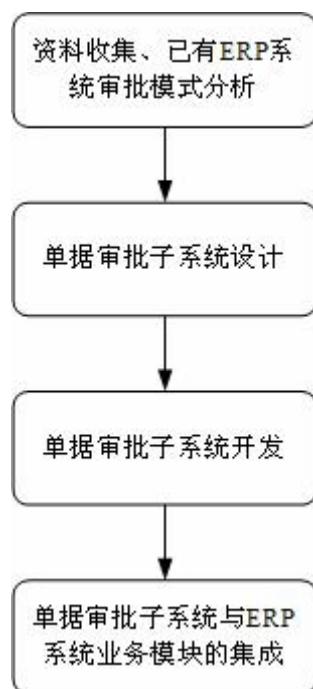 资料收集、已有ERP系
统审批模式分析
单据审批子系统设计
单据审批子系统开发
单据审批子系统与ERP
系统业务模块的集成